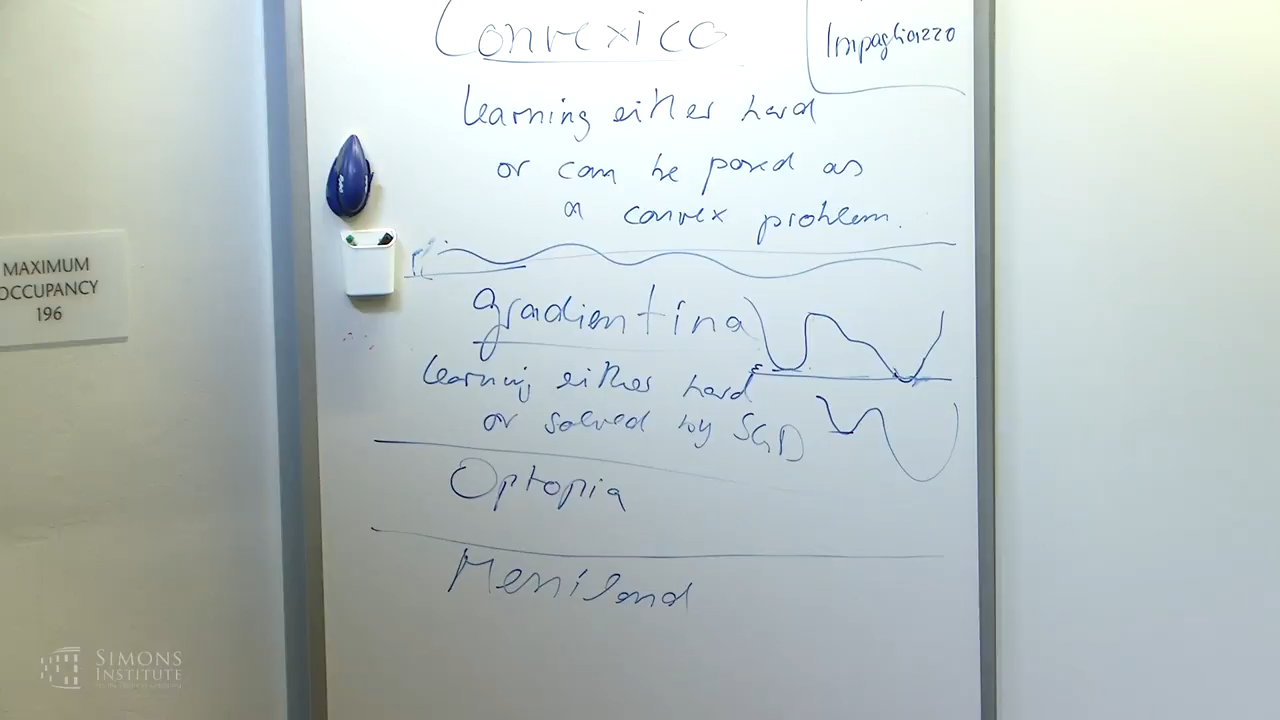 Convexico
Impagliazzo
learning either hard
or can be posed as
a convex problem.
gradientina
learning either hard
or solved by SGD
Optopia
Messiland
MAXIMUM
OCCUPANCY
196
SIMONS
INSTITUTE